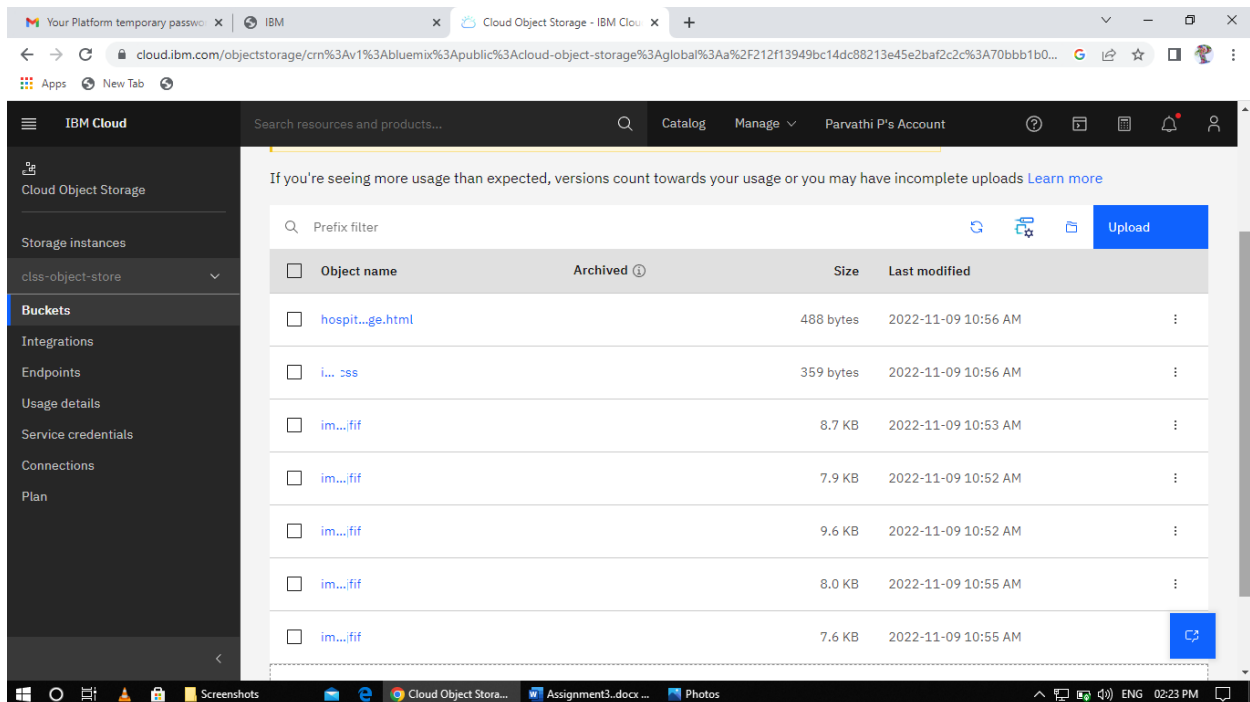 Your Platform temporary passwo
IBM
Cloud Object Storage - IBM Clou
cloud.ibm.com/objectstorage/crn%3Av1%3Abluemix%3Apublic%3Acloud-object-storage%3Aglobal%3Aa%2F212f13949bc14dc88213e45e2baf2c2c%3A70bbb1b0...
Apps New Tab
IBM Cloud
Search resources and products...
Catalog Manage Parvathi P's Account
Cloud Object Storage
Storage instances
clss-object-store
Buckets
Integrations
Endpoints
Usage details
Service credentials
Connections
Plan
If you're seeing more usage than expected, versions count towards your usage or you may have incomplete uploads Learn more
Prefix filter
Upload
Object name Archived Size Last modified
hospit...ge.html 488 bytes 2022-11-09 10:56 AM
i... css 359 bytes 2022-11-09 10:56 AM
im...jfif 8.7 KB 2022-11-09 10:53 AM
im...jfif 7.9 KB 2022-11-09 10:52 AM
im...jfif 9.6 KB 2022-11-09 10:52 AM
im...jfif 8.0 KB 2022-11-09 10:55 AM
im...jfif 7.6 KB 2022-11-09 10:55 AM
Screenshots
Cloud Object Stora...
Assignment3..docx ...
Photos
ENG 02:23 PM